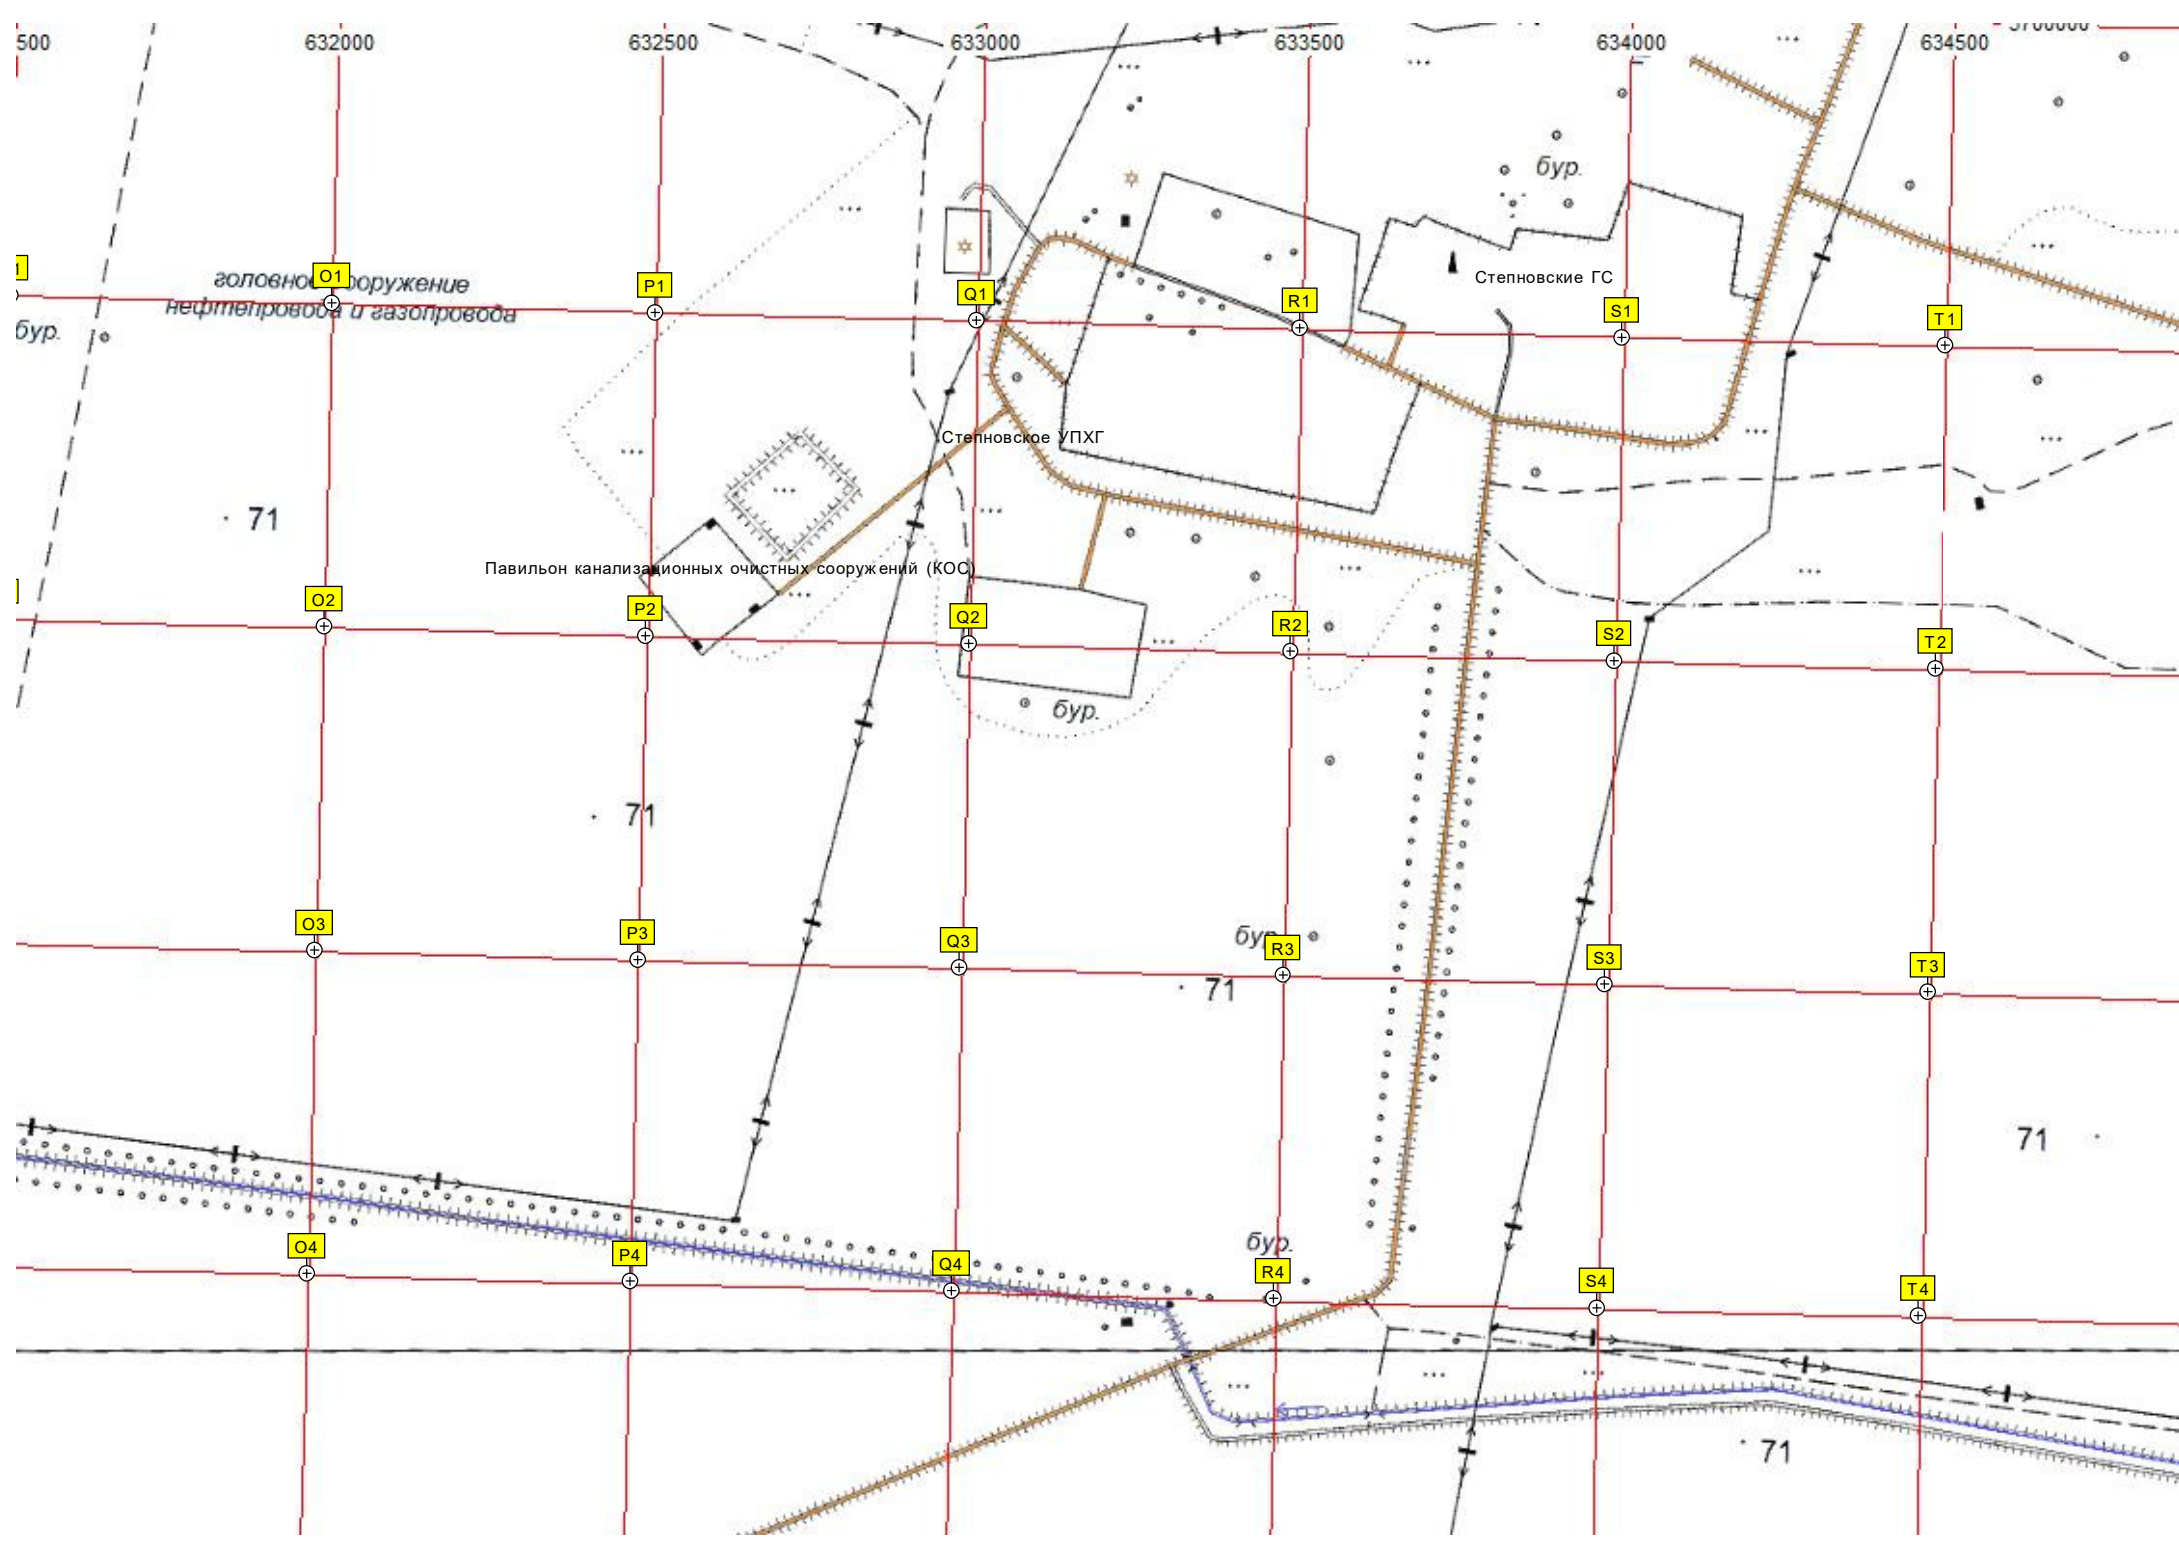 500
632000
632500
633000
633500
634000
634500
бур.
Степновские ГС
головное сооружение
нефтепровода и газопровода
бур.
O1
P1
Q1
R1
S1
T1
Степновское УПХГ
71
Павильон канализационных очистных сооружений (КОС)
O2
P2
Q2
R2
S2
T2
бур.
71
O3
P3
Q3
бур.
R3
S3
T3
71
71
бур.
O4
P4
Q4
R4
S4
T4
71